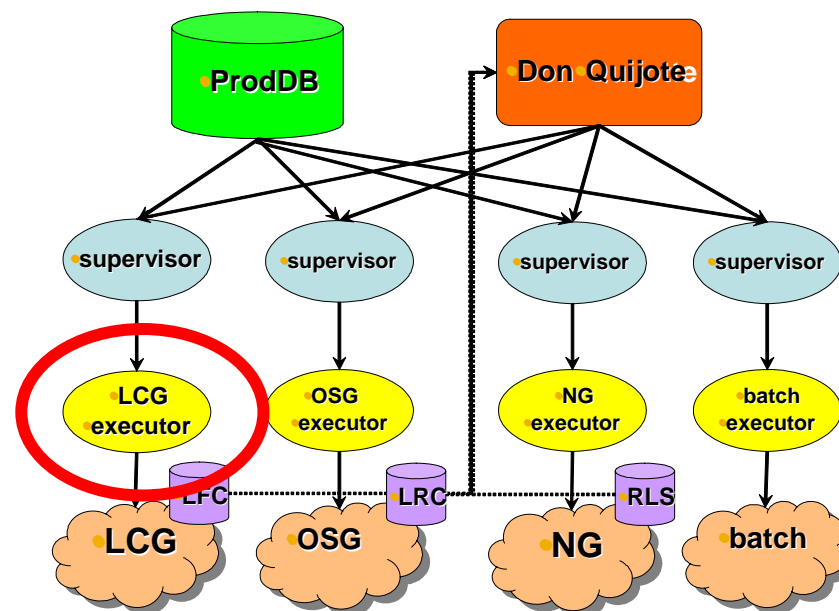 •ProdDB
•Don •Quijote
•supervisor
•supervisor
•supervisor
•supervisor
•LCG
•executor
•OSG
•executor
•NG
•executor
•batch
•executor
•LFC
•LRC
•RLS
•LCG
•OSG
•NG
•batch